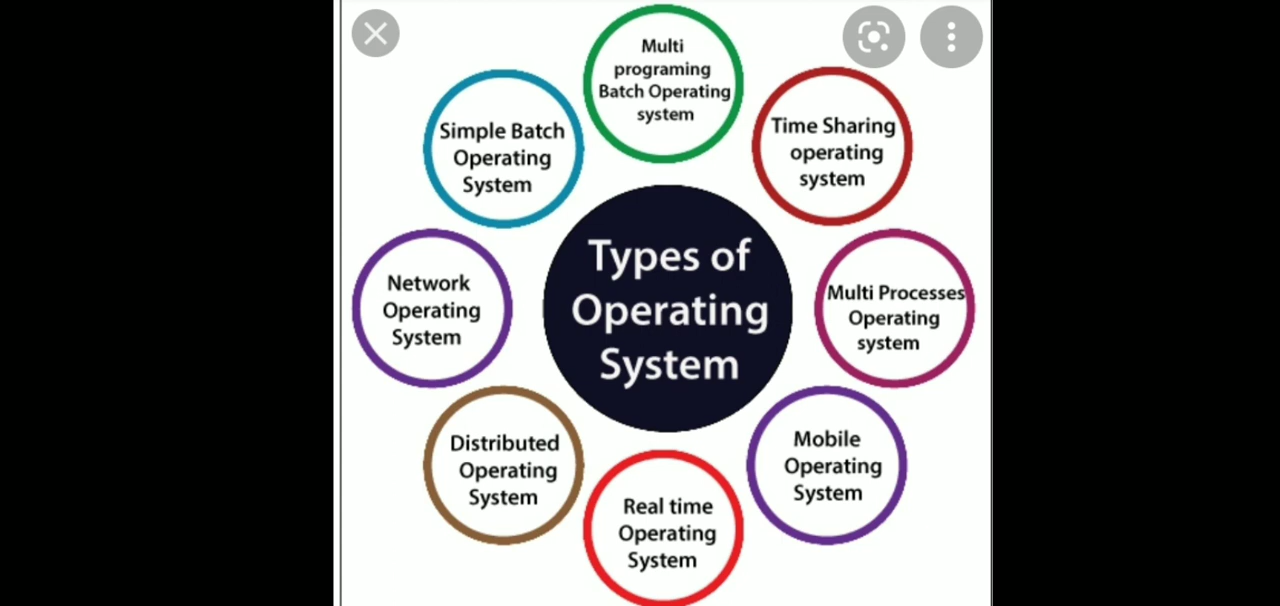 Multi
programing
Batch Operating
system
Simple Batch
Operating
System
Time Sharing
operating
system
Types of
Operating
System
Network
Operating
System
Multi Processes
Operating
system
Distributed
Operating
System
Mobile
Operating
System
Real time
Operating
System